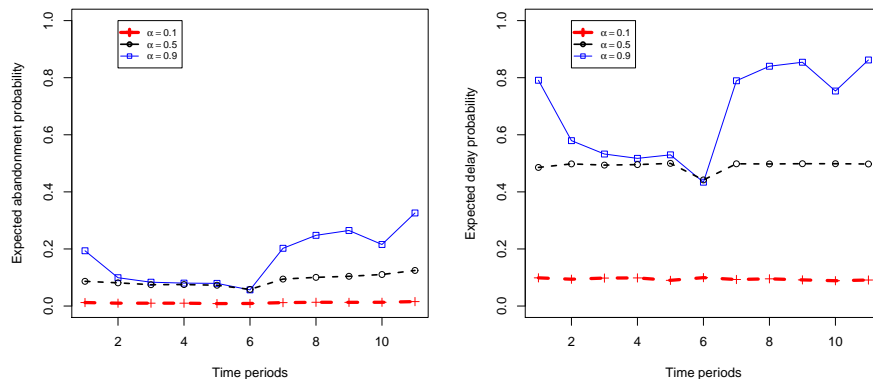 1.0
0.8
0.6
0.4
0.2
0.0
Expected abandonment probability
α = 0.1
α = 0.5
α = 0.9
2 4 6 8 10
Time periods
1.0
0.8
0.6
0.4
0.2
0.0
Expected delay probability
α = 0.1
α = 0.5
α = 0.9
2 4 6 8 10
Time periods